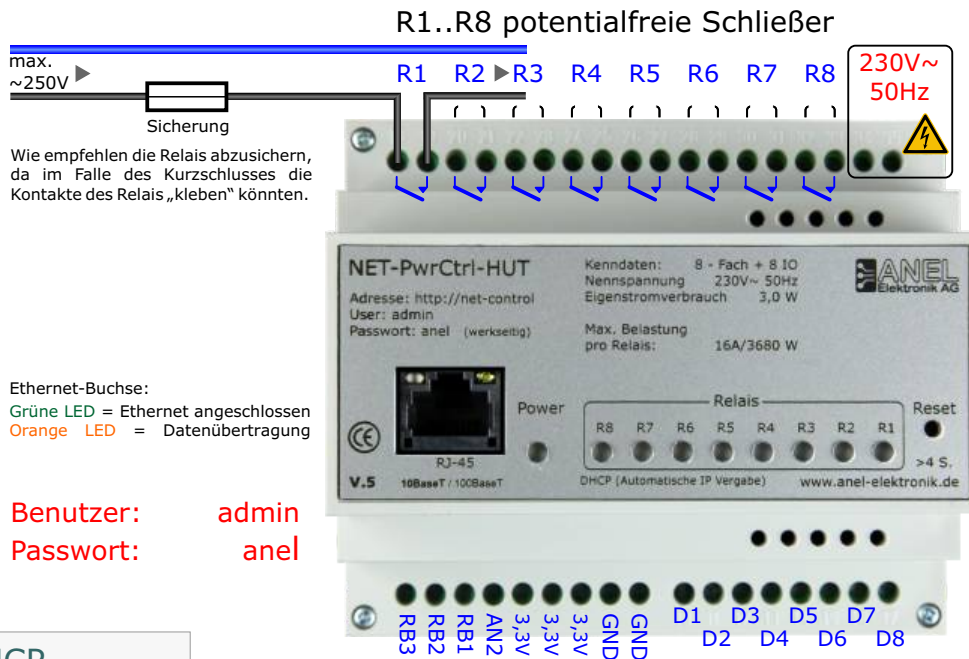 R1..R8 potentialfreie Schließer
max.
~250V
R1 R2 R3 R4 R5 R6 R7 R8
230V~
50Hz
Sicherung
Wie empfehlen die Relais abzusichern,
da im Falle des Kurzschlusses die
Kontakte des Relais „kleben“ könnten.
NET-PwrCtrl-HUT
Adresse: http://net-control
User: admin
Passwort: anel (werkseitig)
Kenndaten: 8 - Fach + 8 IO
Nennspannung 230V~ 50Hz
Eigenstromverbrauch 3,0 W
Max. Belastung
pro Relais: 16A/3680 W
ANEL
Elektronik AG
Ethernet-Buchse:
Grüne LED = Ethernet angeschlossen
Orange LED = Datenübertragung
Power
Relais
R8 R7 R6 R5 R4 R3 R2 R1
Reset
>4 S.
CE
RJ-45
V.5
10BaseT / 100BaseT
DHCP (Automatische IP Vergabe)
www.anel-elektronik.de
Benutzer: admin
Passwort: anel
RB3
RB2
RB1
AN2
3,3V
3,3V
3,3V
GND
GND
D1 D3 D5 D7
D2 D4 D6 D8